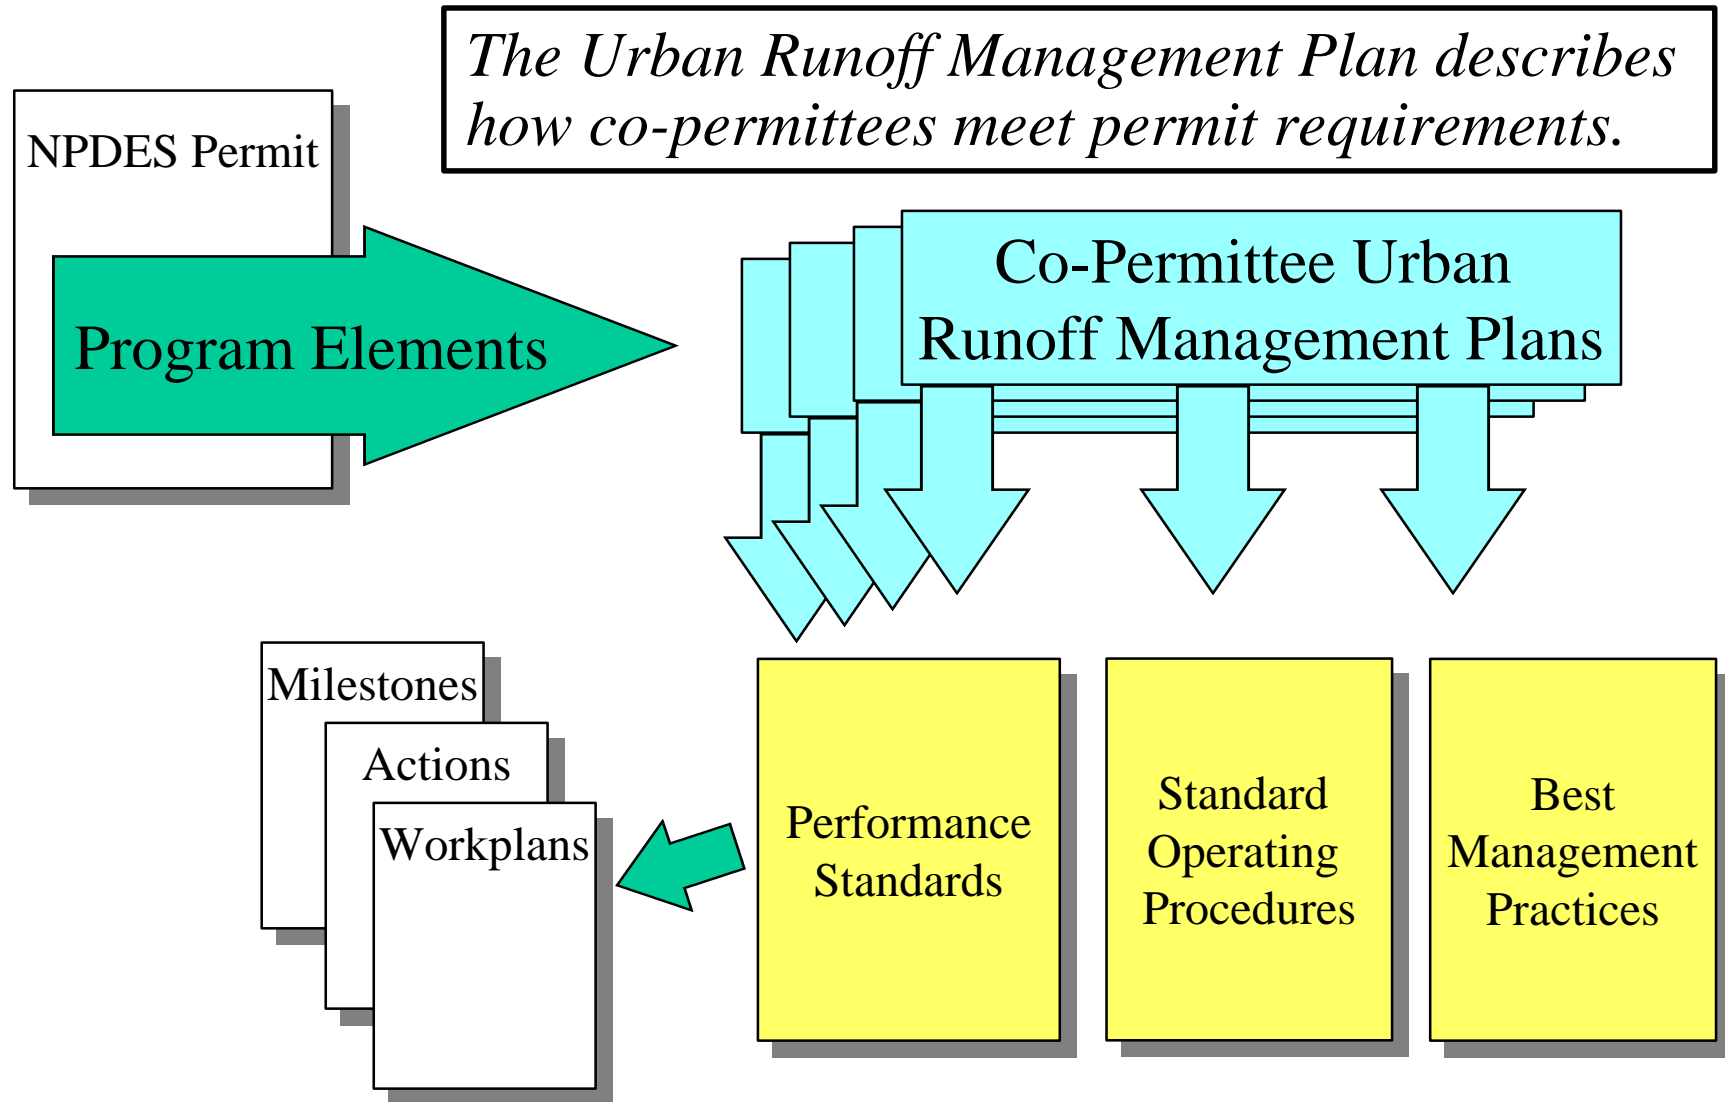 The Urban Runoff Management Plan describes
how co-permittees meet permit requirements.
NPDES Permit
Program Elements
Co-Permittee Urban
Runoff Management Plans
Milestones
Actions
Workplans
Performance
Standards
Standard
Operating
Procedures
Best
Management
Practices